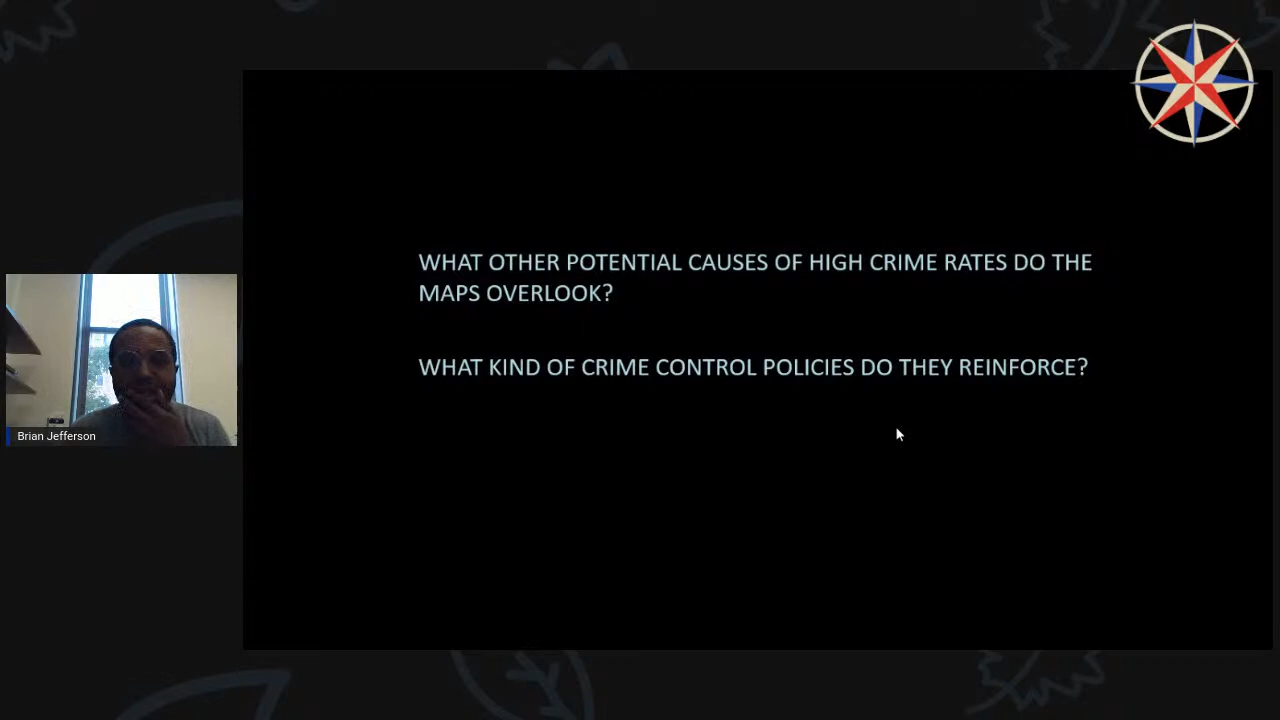 WHAT OTHER POTENTIAL CAUSES OF HIGH CRIME RATES DO THE
MAPS OVERLOOK?
WHAT KIND OF CRIME CONTROL POLICIES DO THEY REINFORCE?
Brian Jefferson